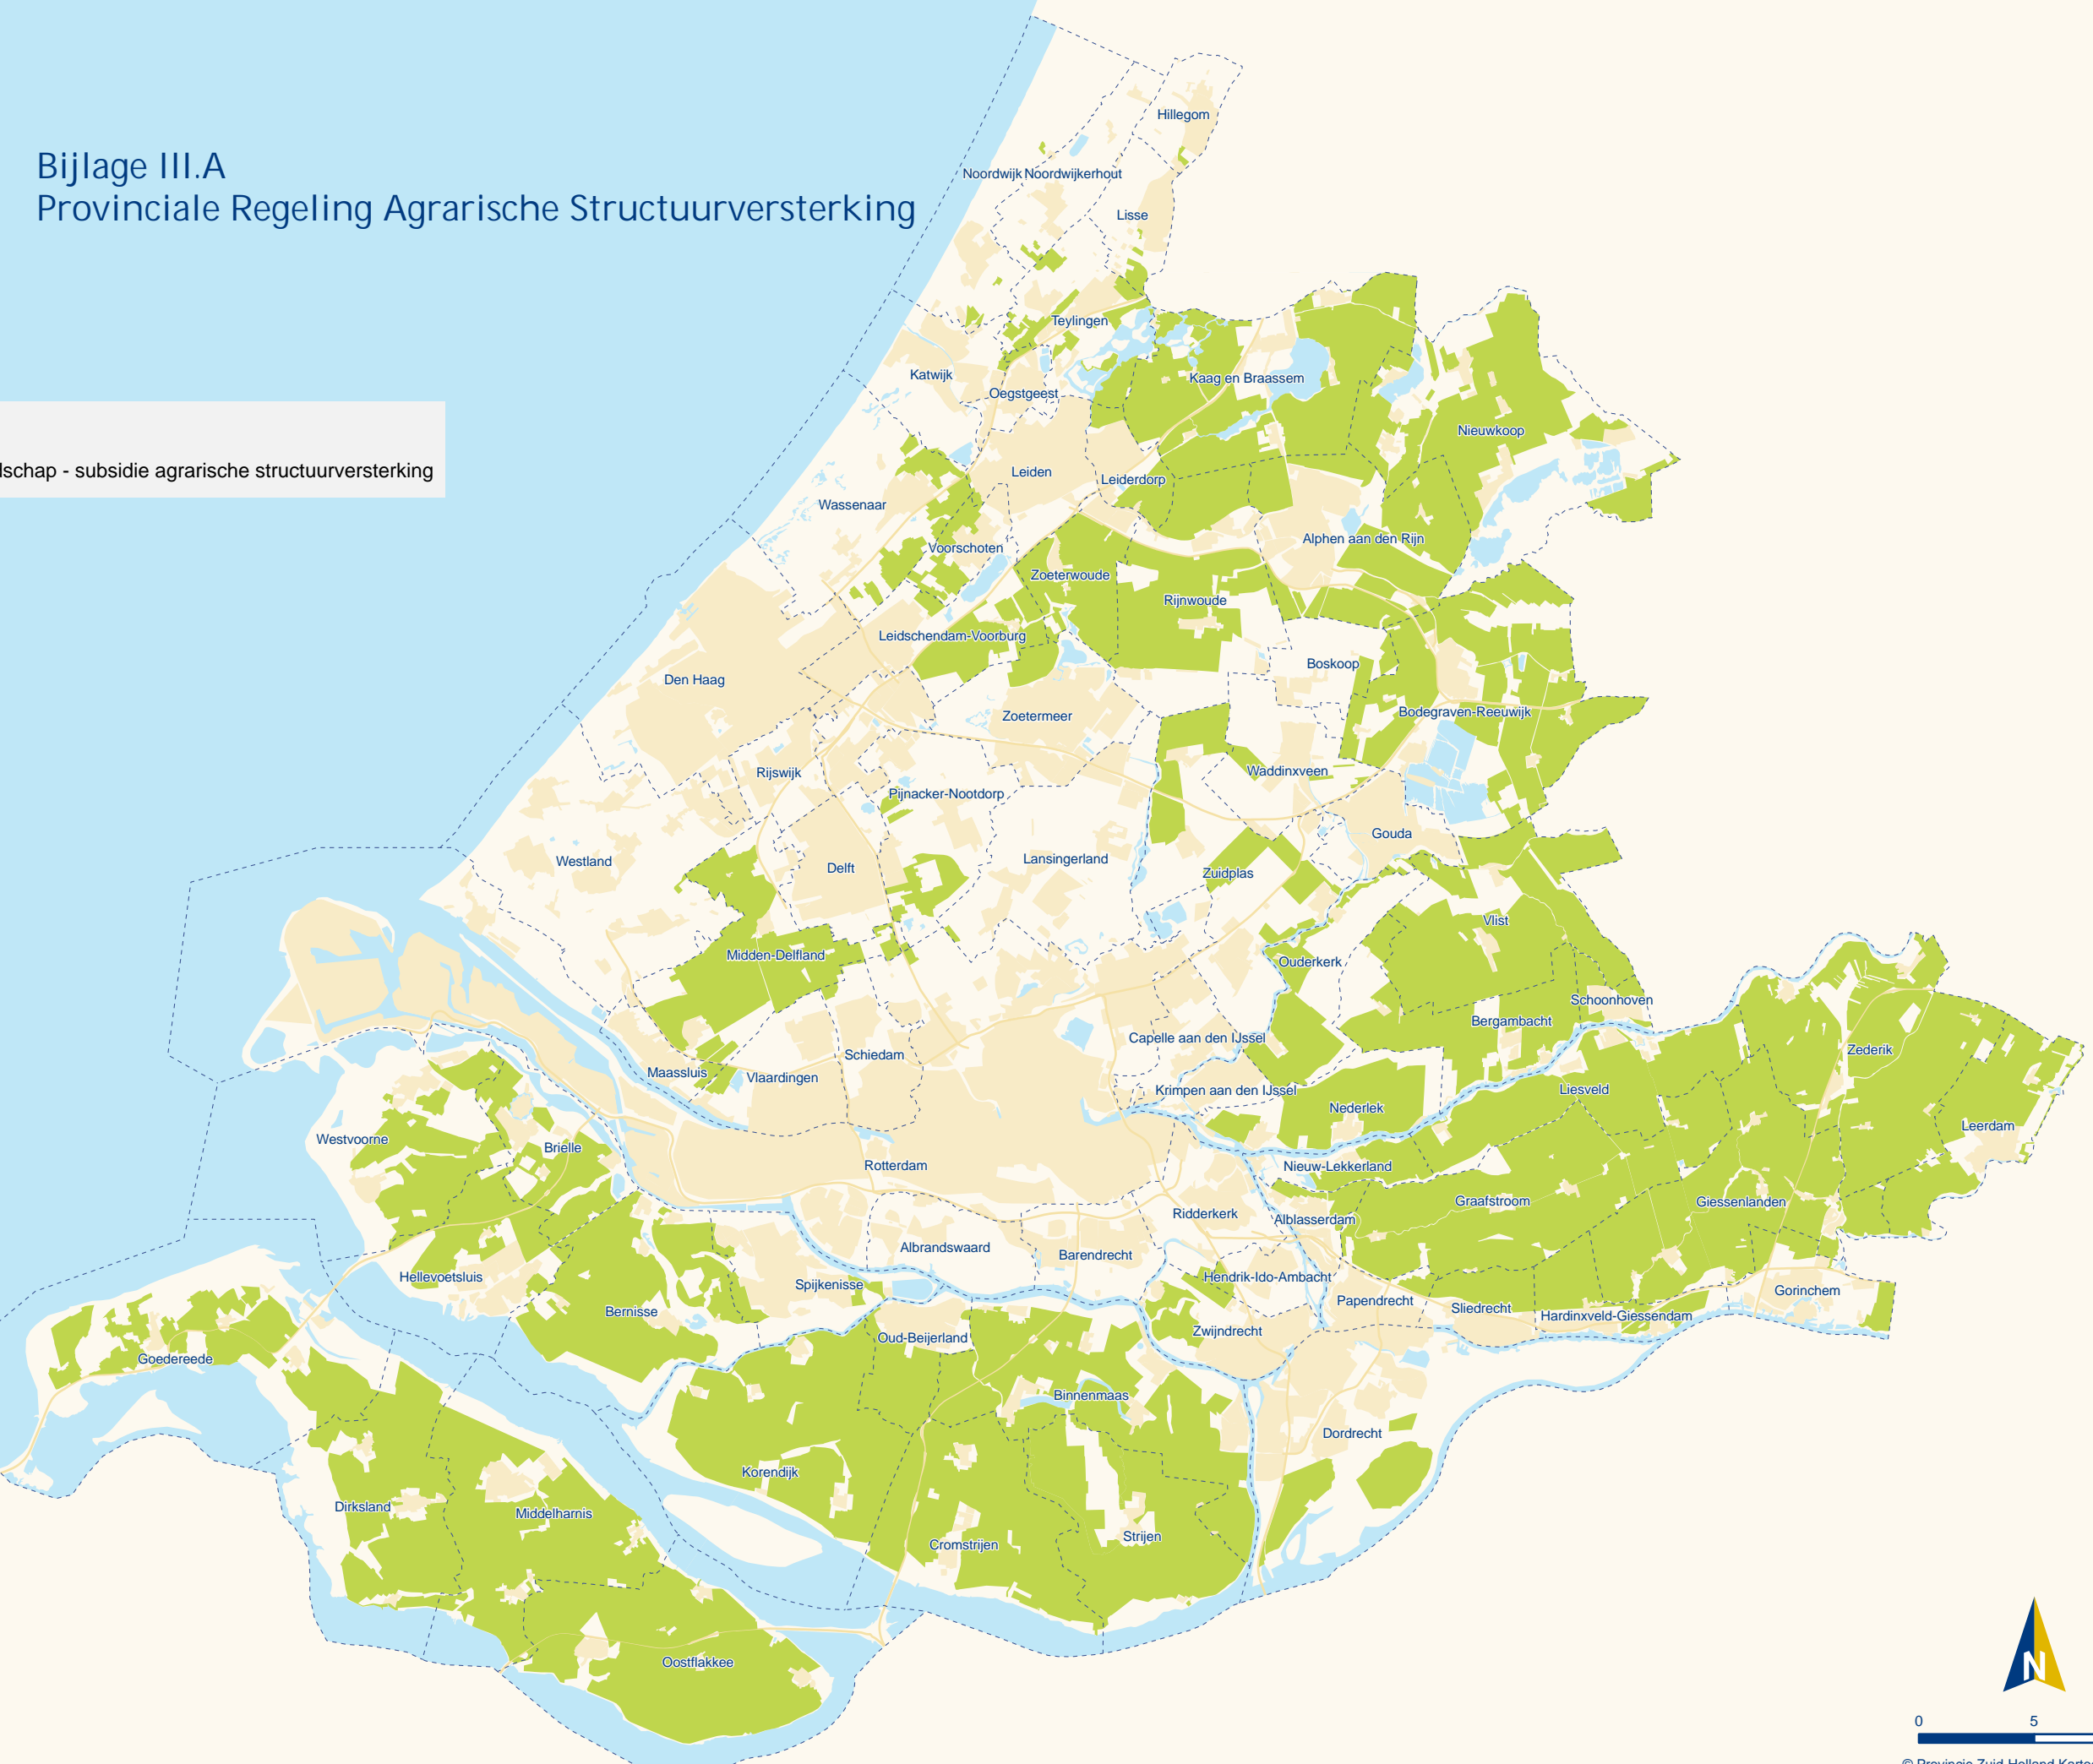 Bijlage III.A
Provinciale Regeling Agrarische Structuurversterking
schap - subsidie agrarische structuurversterking
Hillegom
Noordwijk
Noordwijkerhout
Lisse
Teylingen
Katwijk
Oegstgeest
Kaag en Braassem
Nieuwkoop
Leiden
Leiderdorp
Wassenaar
Alphen aan den Rijn
Voorschoten
Zoeterwoude
Rijnwoude
Leidschendam-Voorburg
Boskoop
Den Haag
Zoetermeer
Bodegraven-Reeuwijk
Rijswijk
Waddinxveen
Pijnacker-Nootdorp
Gouda
Westland
Delft
Lansingerland
Zuidplas
Vlist
Midden-Delfland
Ouderkerk
Schoonhoven
Bergambacht
Capelle aan den IJssel
Zederik
Schiedam
Maassluis
Vlaardingen
Krimpen aan den IJssel
Liesveld
Nederlek
Leerdam
Westvoorne
Brielle
Rotterdam
Nieuw-Lekkerland
Graafstroom
Giessenlanden
Ridderkerk
Alblasserdam
Albrandswaard
Barendrecht
Hellevoetsluis
Hendrik-Ido-Ambacht
Spijkenisse
Gorinchem
Papendrecht
Sliedrecht
Hardinxveld-Giessendam
Bernisse
Zwijndrecht
Oud-Beijerland
Goedereede
Binnenmaas
Dordrecht
Korendijk
Dirksland
Middelharnis
Strijen
Cromstrijen
Oostflakkee
N
0 5
© Provincie Zuid-Holland